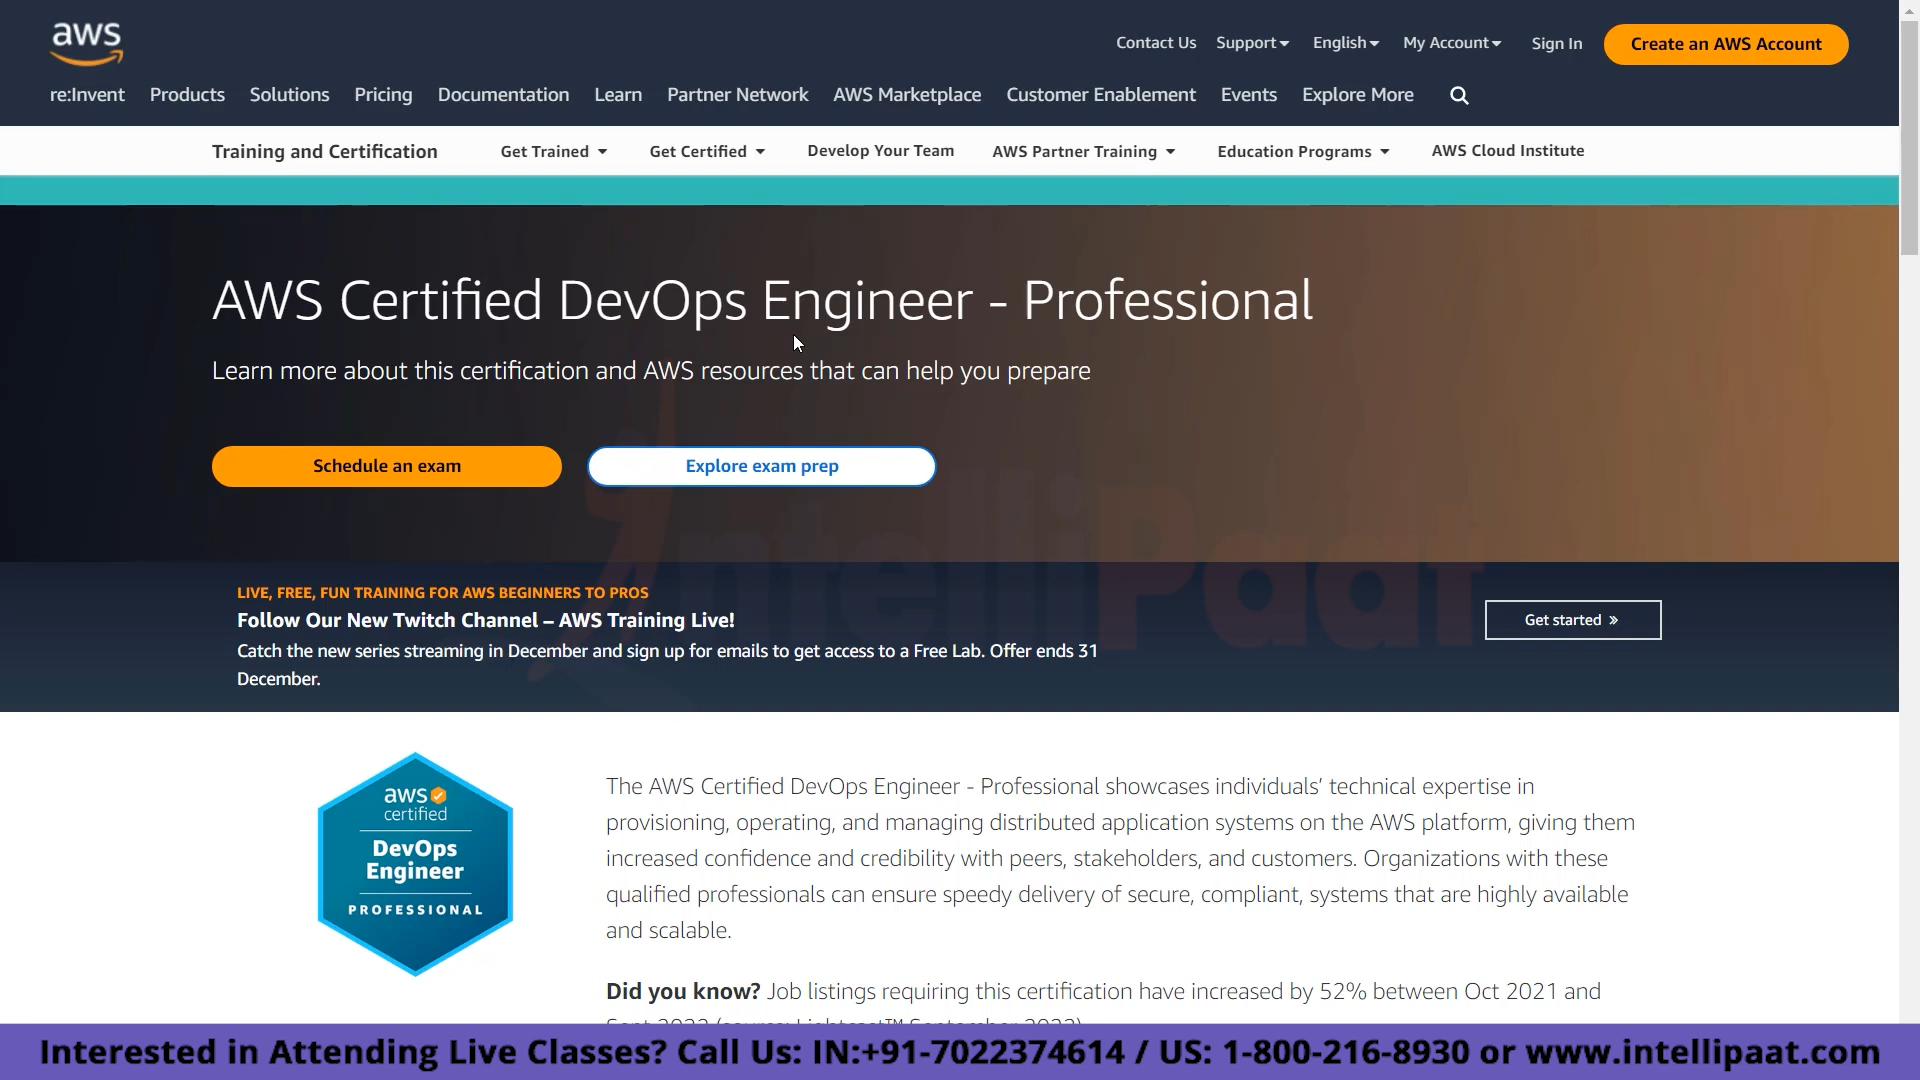 aws
Contact Us Support English My Account Sign In Create an AWS Account
re:Invent Products Solutions Pricing Documentation Learn Partner Network AWS Marketplace Customer Enablement Events Explore More
Training and Certification Get Trained Get Certified Develop Your Team AWS Partner Training Education Programs AWS Cloud Institute
AWS Certified DevOps Engineer - Professional
Learn more about this certification and AWS resources that can help you prepare
Schedule an exam Explore exam prep
IntelliPaat
LIVE, FREE, FUN TRAINING FOR AWS BEGINNERS TO PROS
Follow Our New Twitch Channel – AWS Training Live!
Catch the new series streaming in December and sign up for emails to get access to a Free Lab. Offer ends 31
December.
Get started »
aws
certified
DevOps
Engineer
PROFESSIONAL
The AWS Certified DevOps Engineer - Professional showcases individuals’ technical expertise in
provisioning, operating, and managing distributed application systems on the AWS platform, giving them
increased confidence and credibility with peers, stakeholders, and customers. Organizations with these
qualified professionals can ensure speedy delivery of secure, compliant, systems that are highly available
and scalable.
Did you know? Job listings requiring this certification have increased by 52% between Oct 2021 and
Interested in Attending Live Classes? Call Us: IN:+91-7022374614 / US: 1-800-216-8930 or www.intellipaat.com